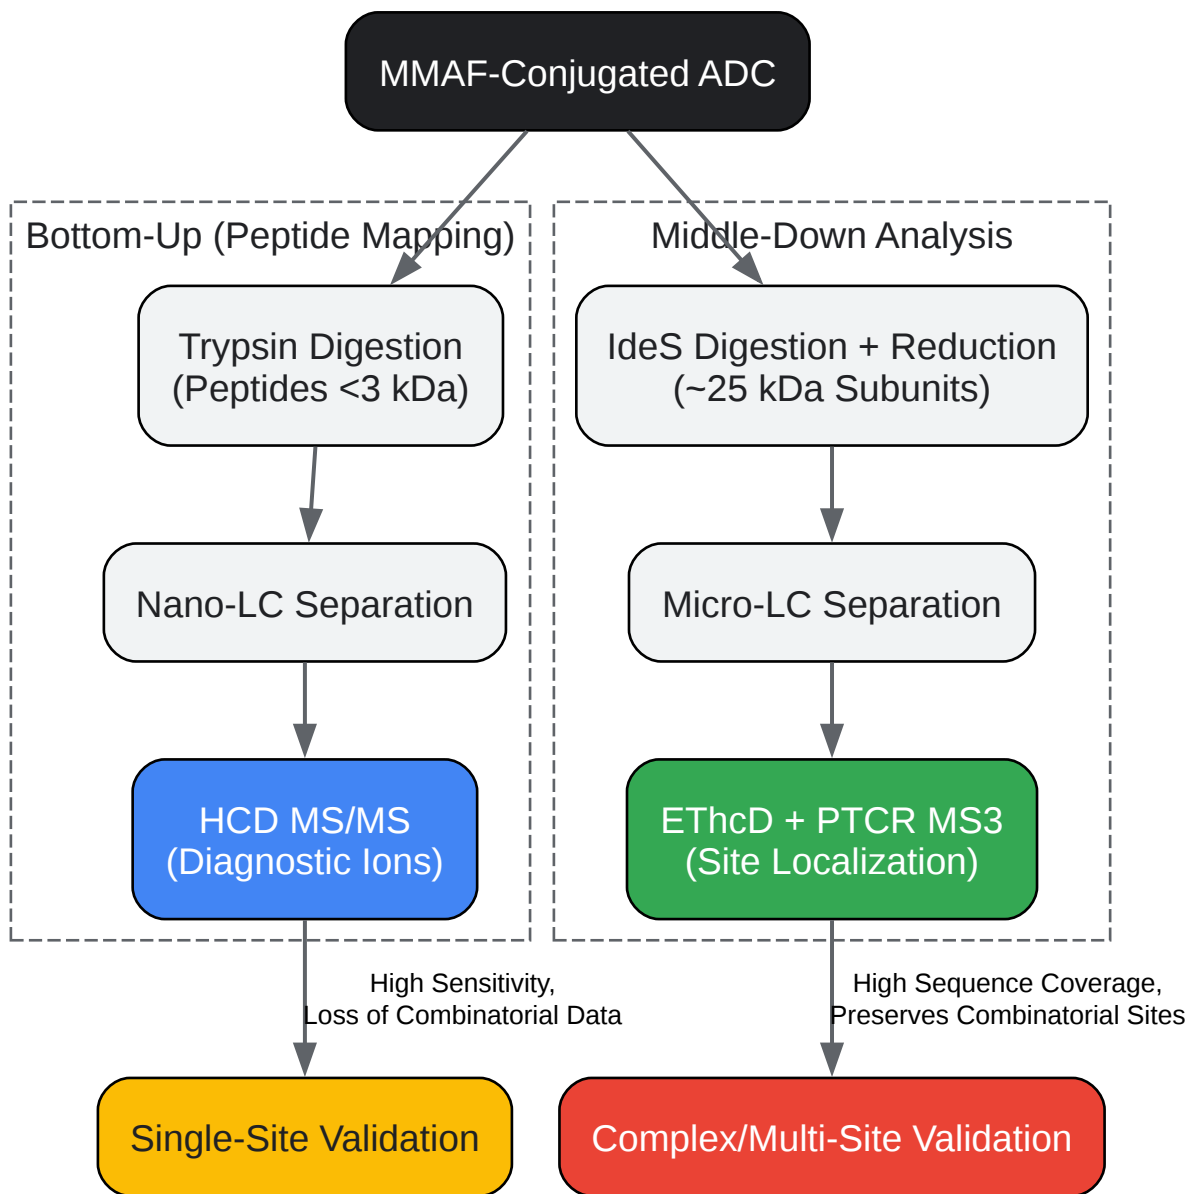 MMAF-Conjugated ADC
Bottom-Up (Peptide Mapping)
Trypsin Digestion
(Peptides <3 kDa)
Nano-LC Separation
HCD MS/MS
(Diagnostic Ions)
High Sensitivity,
Loss of Combinatorial Data
Single-Site Validation
Middle-Down Analysis
IdeS Digestion + Reduction
(~25 kDa Subunits)
Micro-LC Separation
EThcD + PTCR MS3
(Site Localization)
High Sequence Coverage,
Preserves Combinatorial Sites
Complex/Multi-Site Validation